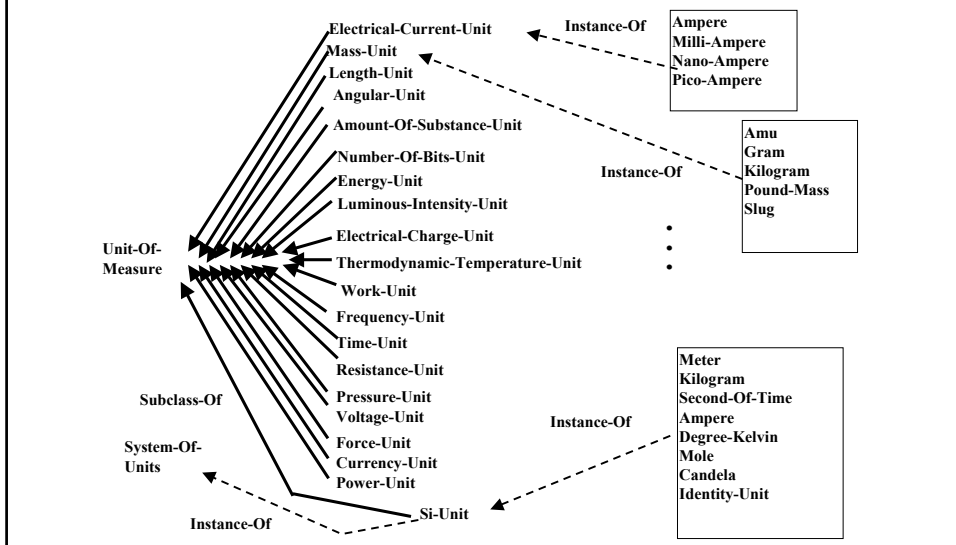 Electrical-Current-Unit
Mass-Unit
Length-Unit
Angular-Unit
Amount-Of-Substance-Unit
Number-Of-Bits-Unit
Energy-Unit
Luminous-Intensity-Unit
Electrical-Charge-Unit
Thermodynamic-Temperature-Unit
Work-Unit
Frequency-Unit
Time-Unit
Resistance-Unit
Pressure-Unit
Voltage-Unit
Force-Unit
Currency-Unit
Power-Unit
Si-Unit
Unit-Of-
Measure
Subclass-Of
System-Of-
Units
Instance-Of
Instance-Of
Ampere
Milli-Ampere
Nano-Ampere
Pico-Ampere
Instance-Of
Amu
Gram
Kilogram
Pound-Mass
Slug
Instance-Of
Meter
Kilogram
Second-Of-Time
Ampere
Degree-Kelvin
Mole
Candela
Identity-Unit